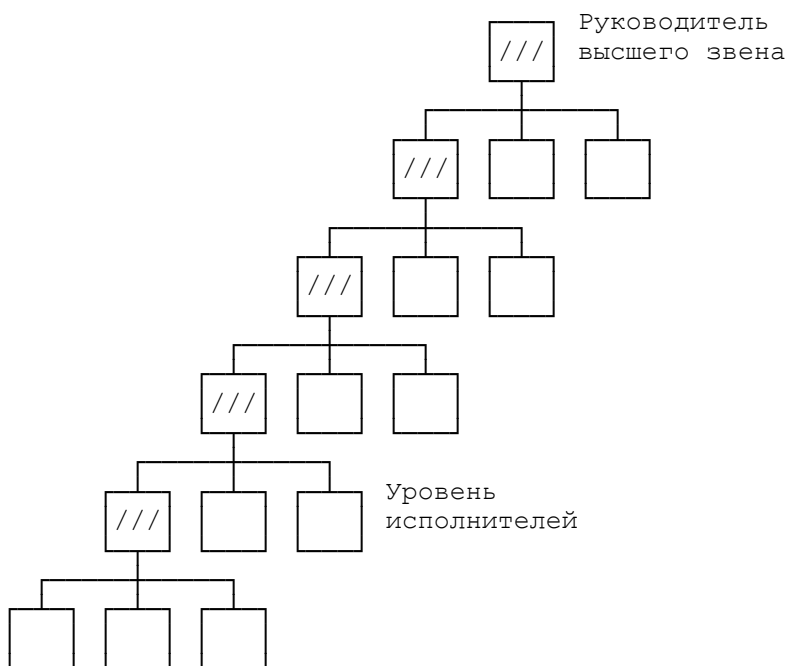 Руководитель
высшего звена
///
///
///
///
Уровень
исполнителей
///